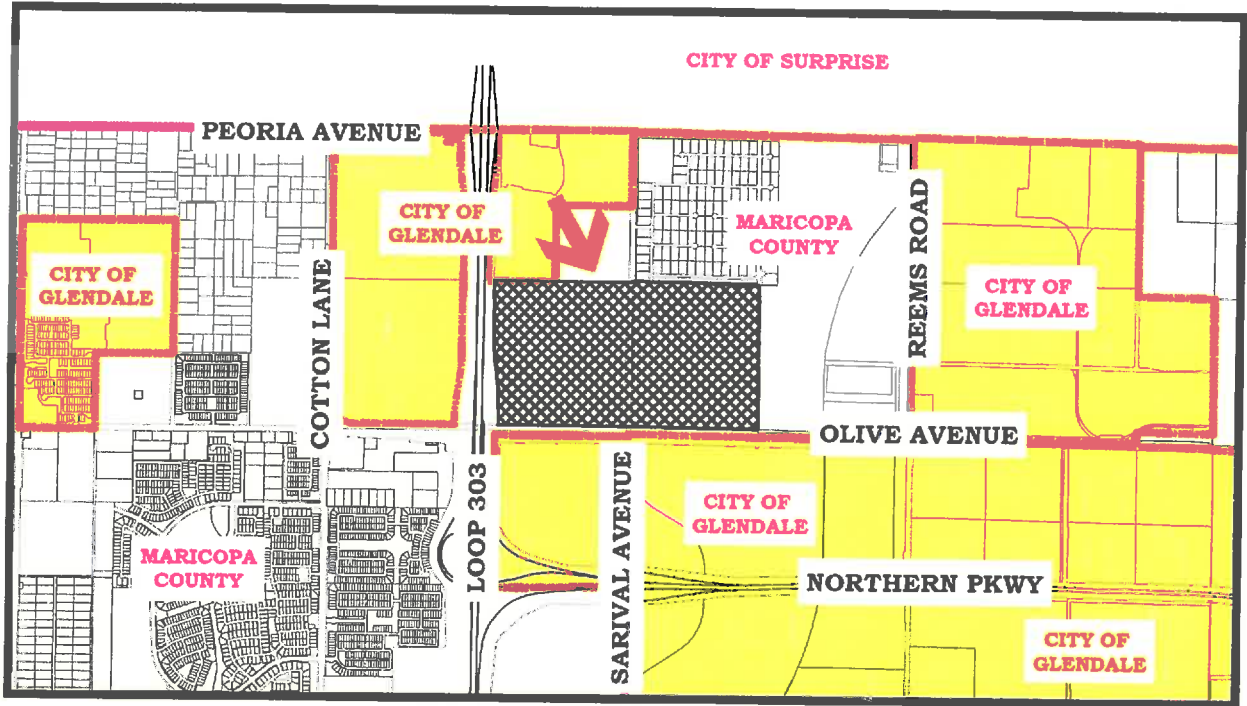 CITY OF SURPRISE
PEORIA AVENUE
CITY OF
GLENDALE
MARICOPA
COUNTY
REEMS ROAD
CITY OF
GLENDALE
CITY OF
GLENDALE
COTTON LANE
OLIVE AVENUE
LOOP 303
SARIVAL AVENUE
CITY OF
GLENDALE
MARICOPA
COUNTY
NORTHERN PKWY
CITY OF
GLENDALE